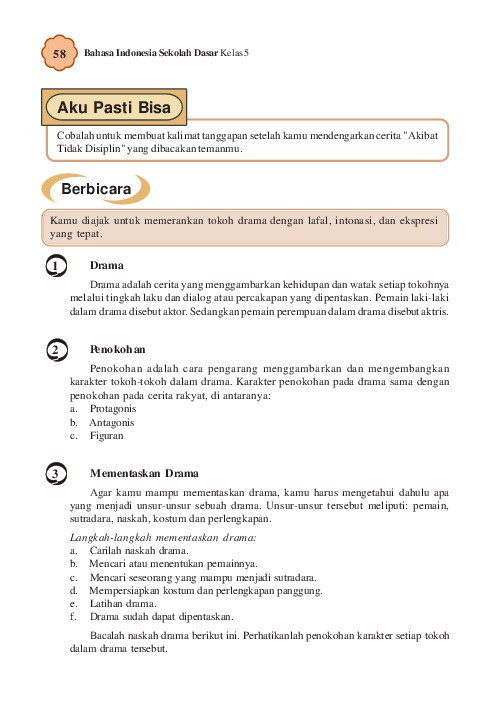 58 Bahasa Indonesia Sekolah Dasar Kelas 5
Aku Pasti Bisa
Cobalah untuk membuat kalimat tanggapan setelah kamu mendengarkan cerita "Akibat
Tidak Disiplin" yang dibacakan temanmu.
Berbicara
Kamu diajak untuk memerankan tokoh drama dengan lafal, intonasi, dan ekspresi
yang tepat.
1 Drama
Drama adalah cerita yang menggambarkan kehidupan dan watak setiap tokohnya
melalui tingkah laku dan dialog atau percakapan yang dipentaskan. Pemain laki-laki
dalam drama disebut aktor. Sedangkan pemain perempuan dalam drama disebut aktris.
2 Penokohan
Penokohan adalah cara pengarang menggambarkan dan mengembangkan
karakter tokoh-tokoh dalam drama. Karakter penokohan pada drama sama dengan
penokohan pada cerita rakyat, di antaranya:
a. Protagonis
b. Antagonis
c. Figuran
3 Mementaskan Drama
Agar kamu mampu mementaskan drama, kamu harus mengetahui dahulu apa
yang menjadi unsur-unsur sebuah drama. Unsur-unsur tersebut meliputi: pemain,
sutradara, naskah, kostum dan perlengkapan.
Langkah-langkah mementaskan drama:
a. Carilah naskah drama.
b. Mencari atau menentukan pemainnya.
c. Mencari seseorang yang mampu menjadi sutradara.
d. Mempersiapkan kostum dan perlengkapan panggung.
e. Latihan drama.
f. Drama sudah dapat dipentaskan.
Bacalah naskah drama berikut ini. Perhatikanlah penokohan karakter setiap tokoh
dalam drama tersebut.